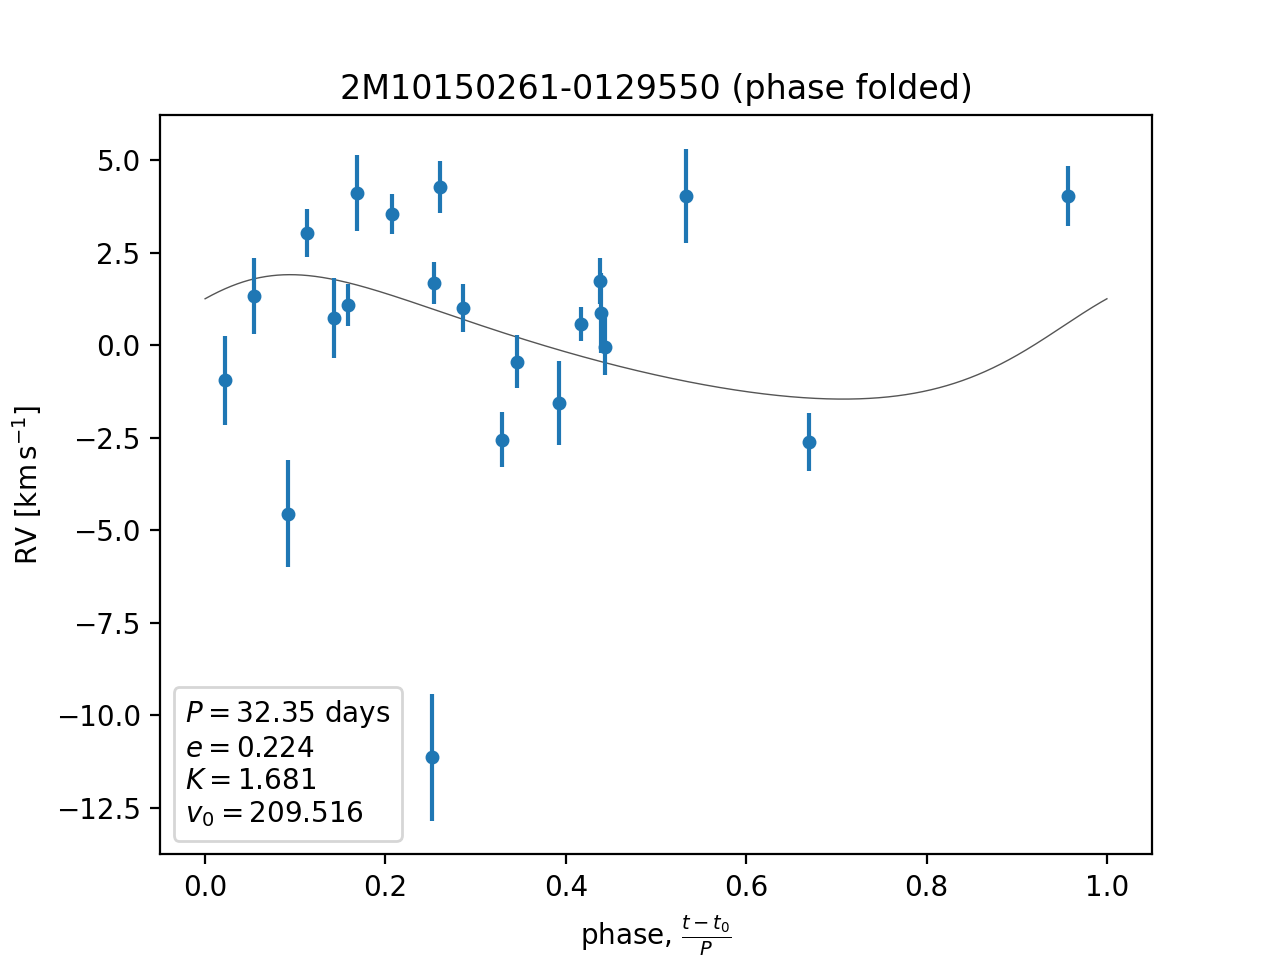 2M10150261-0129550 (phase folded)
5.0
2.5
0.0
−2.5
−5.0
−7.5
−10.0
−12.5
RV [km s⁻¹]
P = 32.35 days
e = 0.224
K = 1.681
v₀ = 209.516
0.0 0.2 0.4 0.6 0.8 1.0
phase, (t − t₀)/P